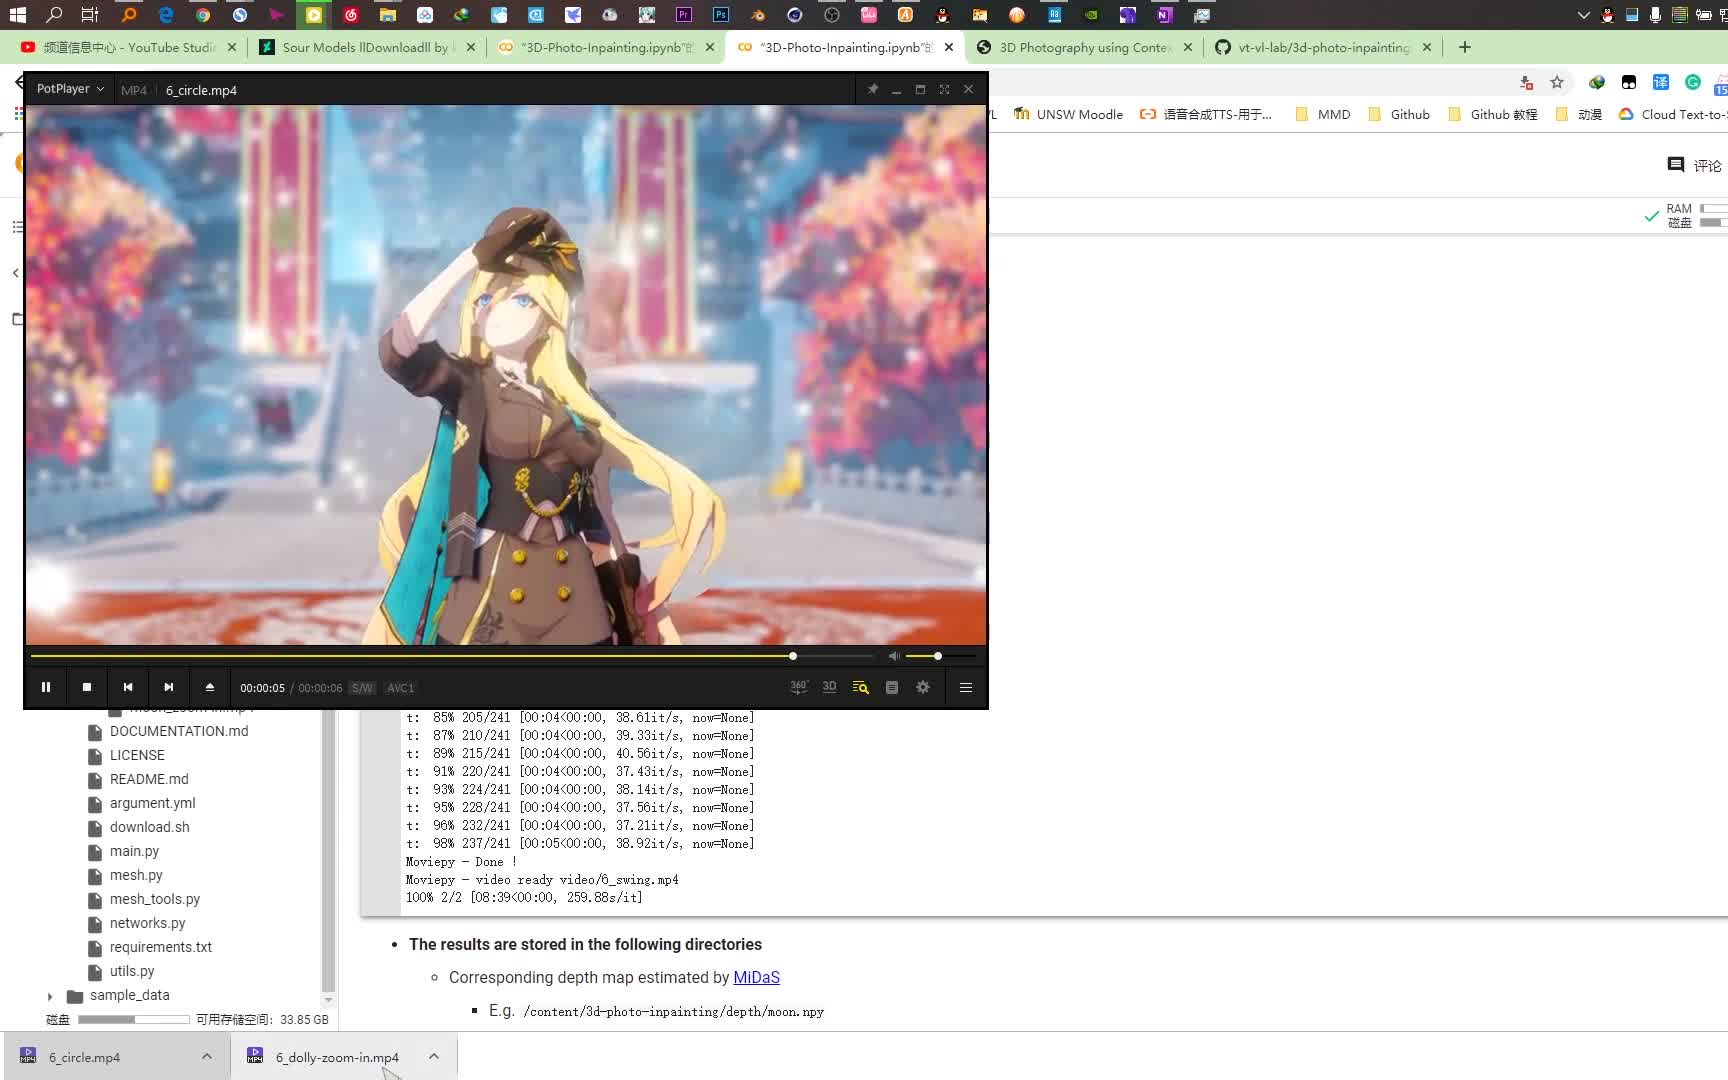 频道信息中心 - YouTube Studio
Sour Models llDownloadll by
"3D-Photo-Inpainting.ipynb"的
"3D-Photo-Inpainting.ipynb"的
3D Photography using Contex
vt-vl-lab/3d-photo-inpainting
PotPlayer
MP4
6_circle.mp4
UNSW Moodle
语音合成TTS-用于...
MMD
Github
Github 教程
动漫
Cloud Text-to-S
评论
RAM
磁盘
00:00:05 / 00:00:06 S/W AVC1
360°
3D
DOCUMENTATION.md
LICENSE
README.md
argument.yml
download.sh
main.py
mesh.py
mesh_tools.py
networks.py
requirements.txt
utils.py
sample_data
磁盘
可用存储空间: 33.85 GB
t: 85% 205/241 [00:04<00:00, 38.61it/s, now=None]
t: 87% 210/241 [00:04<00:00, 39.33it/s, now=None]
t: 89% 215/241 [00:04<00:00, 40.56it/s, now=None]
t: 91% 220/241 [00:04<00:00, 37.43it/s, now=None]
t: 93% 224/241 [00:04<00:00, 38.14it/s, now=None]
t: 95% 228/241 [00:04<00:00, 37.56it/s, now=None]
t: 96% 232/241 [00:04<00:00, 37.21it/s, now=None]
t: 98% 237/241 [00:05<00:00, 38.92it/s, now=None]
Moviepy - Done !
Moviepy - video ready video/6_swing.mp4
100% 2/2 [08:39<00:00, 259.88s/it]
The results are stored in the following directories
Corresponding depth map estimated by MiDaS
E.g. /content/3d-photo-inpainting/depth/moon.npy
6_circle.mp4
6_dolly-zoom-in.mp4